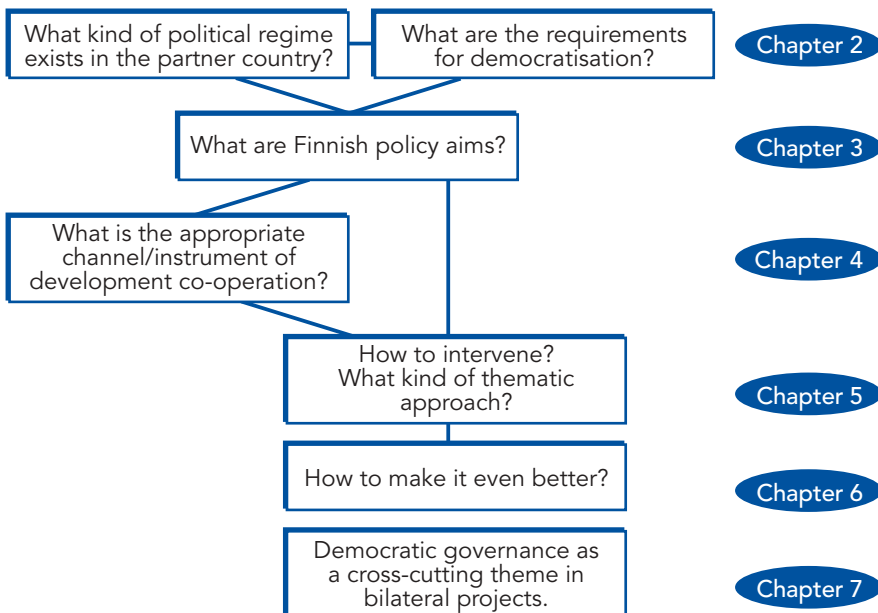 What kind of political regime
exists in the partner country?
What are the requirements
for democratisation?
Chapter 2
What are Finnish policy aims?
Chapter 3
What is the appropriate
channel/instrument of
development co-operation?
Chapter 4
How to intervene?
What kind of thematic
approach?
Chapter 5
How to make it even better?
Chapter 6
Democratic governance as
a cross-cutting theme in
bilateral projects.
Chapter 7